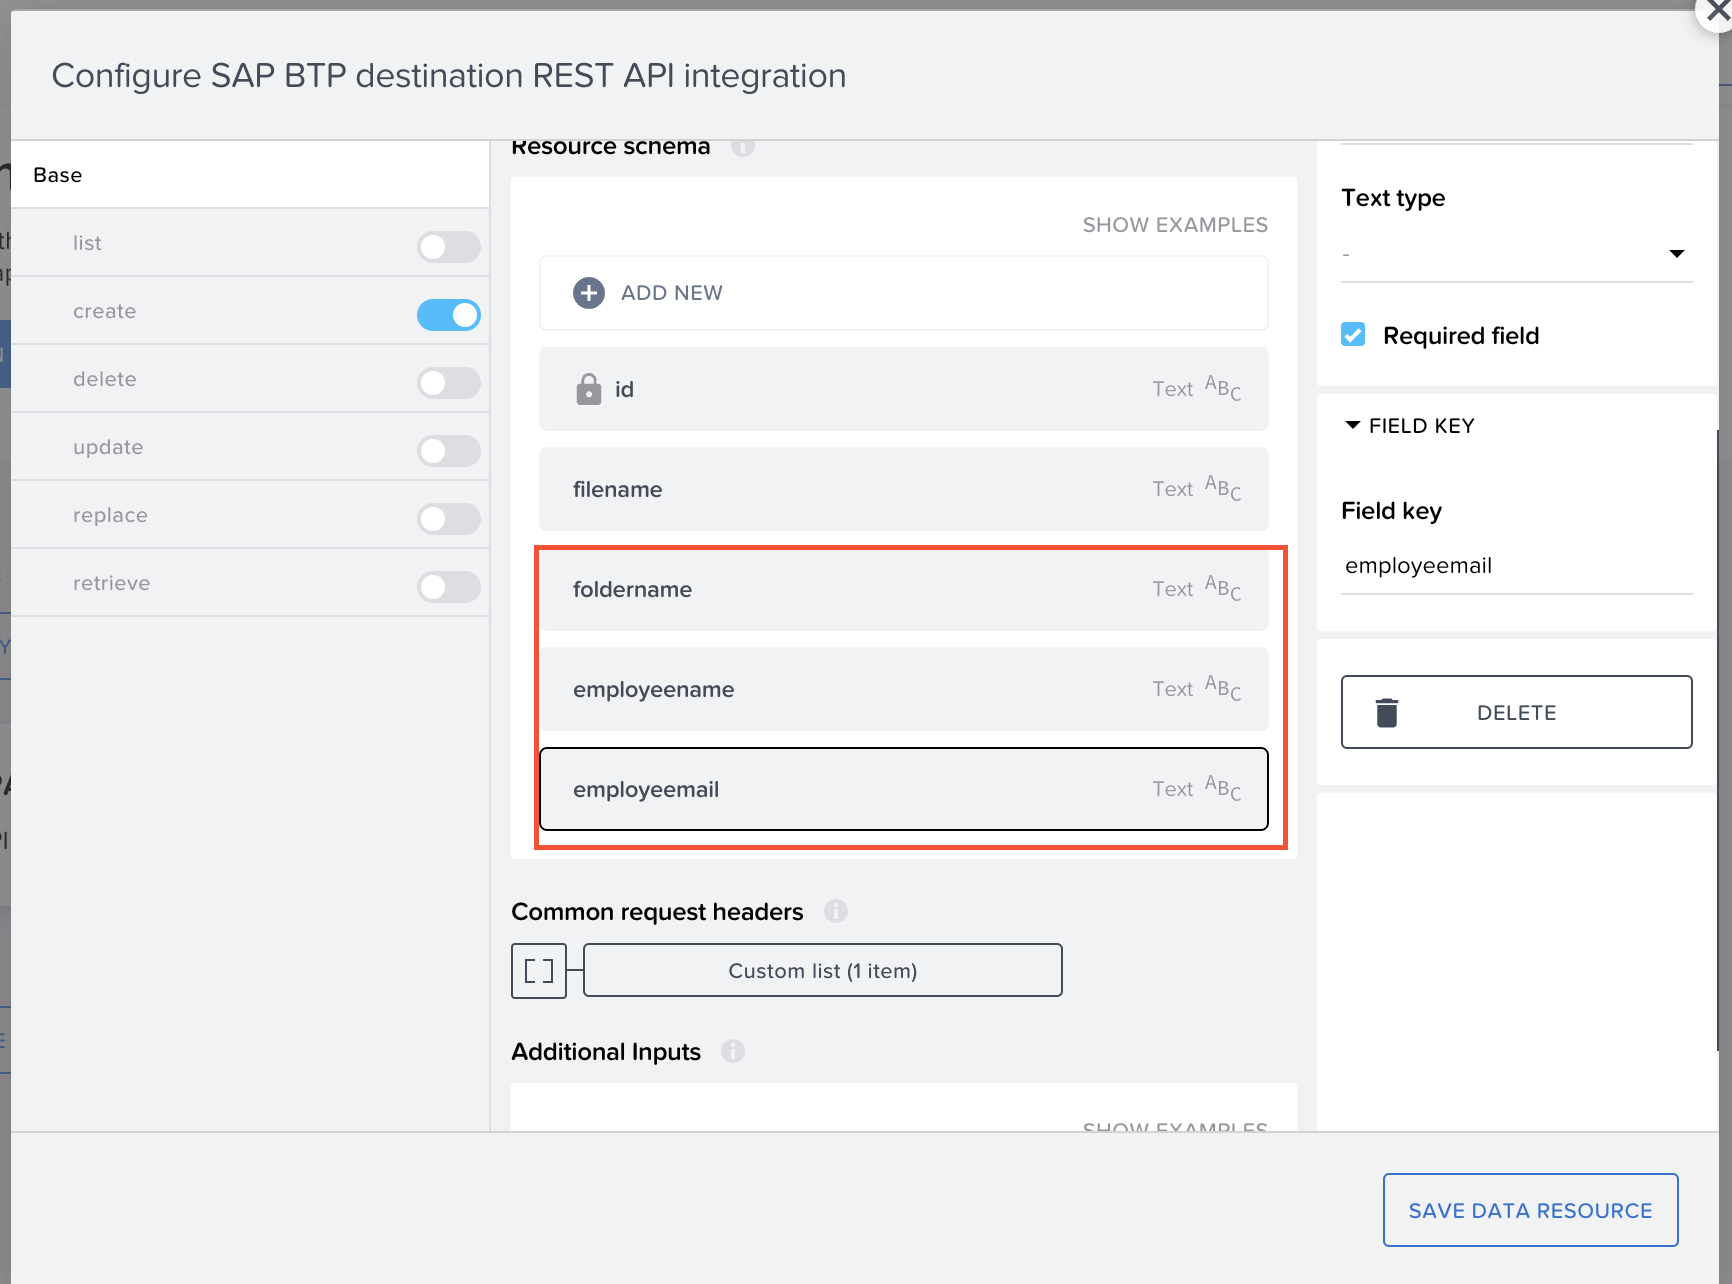 Configure SAP BTP destination REST API integration
Base
list
create
delete
update
replace
retrieve
Resource schema
SHOW EXAMPLES
ADD NEW
id Text ABC
filename Text ABC
foldername Text ABC
employeename Text ABC
employeemail Text ABC
Common request headers
Custom list (1 item)
Additional Inputs
SHOW EXAMPLES
Text type
-
Required field
FIELD KEY
Field key
employeemail
DELETE
SAVE DATA RESOURCE